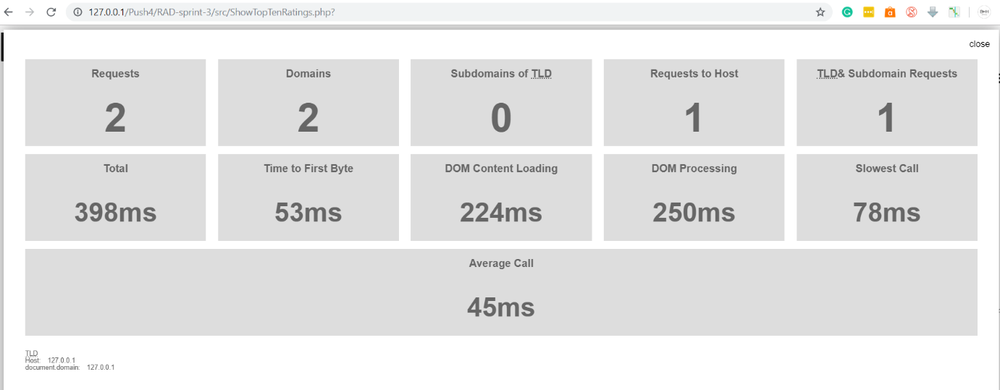 127.0.0.1/Push4/RAD-sprint-3/src/ShowTopTenRatings.php?
close
Requests Domains Subdomains of TLD Requests to Host TLD& Subdomain Requests
2 2 0 1 1
Total Time to First Byte DOM Content Loading DOM Processing Slowest Call
398ms 53ms 224ms 250ms 78ms
Average Call
45ms
TLD
Host: 127.0.0.1
document.domain: 127.0.0.1